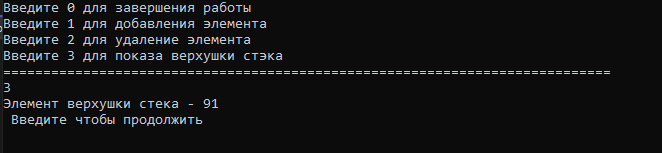 Введите 0 для завершения работы
Введите 1 для добавления элемента
Введите 2 для удаление элемента
Введите 3 для показа верхушки стэка
============================================================================
3
Элемент верхушки стека - 91
Введите чтобы продолжить